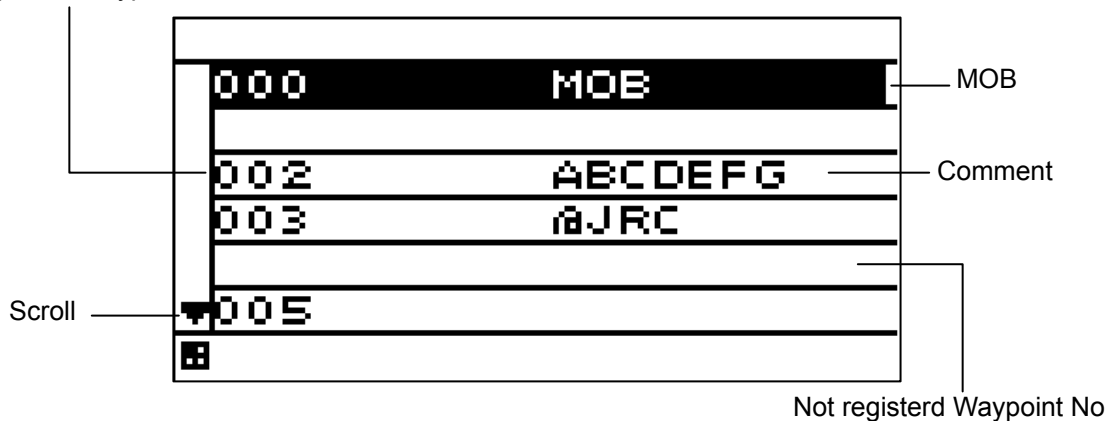 000 MOB
MOB
002 ABCDEFG
Comment
003 @JRC
Scroll
005
Not registerd Waypoint No